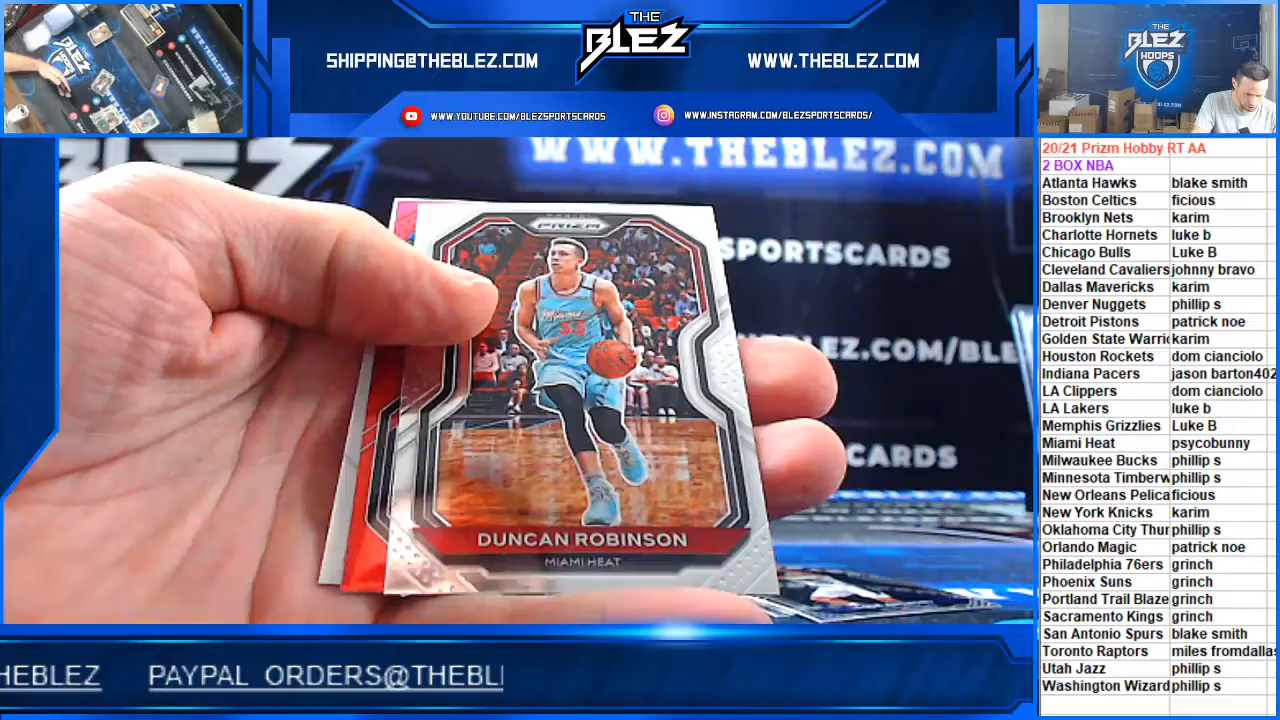 THE
BLEZ
SHIPPING@THEBLEZ.COM
WWW.THEBLEZ.COM
WWW.YOUTUBE.COM/BLEZSPORTSCARDS
WWW.INSTAGRAM.COM/BLEZSPORTSCARDS/
THE
BLEZ
HOOPS
WWW.THEBLEZ.COM
SPORTSCARDS
EZ.COM/BLE
CARDS
PRIZM
Miami
55
DUNCAN ROBINSON
MIAMI HEAT
HEBLEZ PAYPAL ORDERS@THEBL
20/21 Prizm Hobby RT AA
2 BOX NBA
Atlanta Hawks blake smith
Boston Celtics ficious
Brooklyn Nets karim
Charlotte Hornets luke b
Chicago Bulls Luke B
Cleveland Cavaliers johnny bravo
Dallas Mavericks karim
Denver Nuggets phillip s
Detroit Pistons patrick noe
Golden State Warric karim
Houston Rockets dom cianciolo
Indiana Pacers jason barton402
LA Clippers dom cianciolo
LA Lakers luke b
Memphis Grizzlies Luke B
Miami Heat psycobunny
Milwaukee Bucks phillip s
Minnesota Timberw phillip s
New Orleans Pelica ficious
New York Knicks karim
Oklahoma City Thur phillip s
Orlando Magic patrick noe
Philadelphia 76ers grinch
Phoenix Suns grinch
Portland Trail Blaze grinch
Sacramento Kings grinch
San Antonio Spurs blake smith
Toronto Raptors miles fromdallas
Utah Jazz phillip s
Washington Wizard phillip s